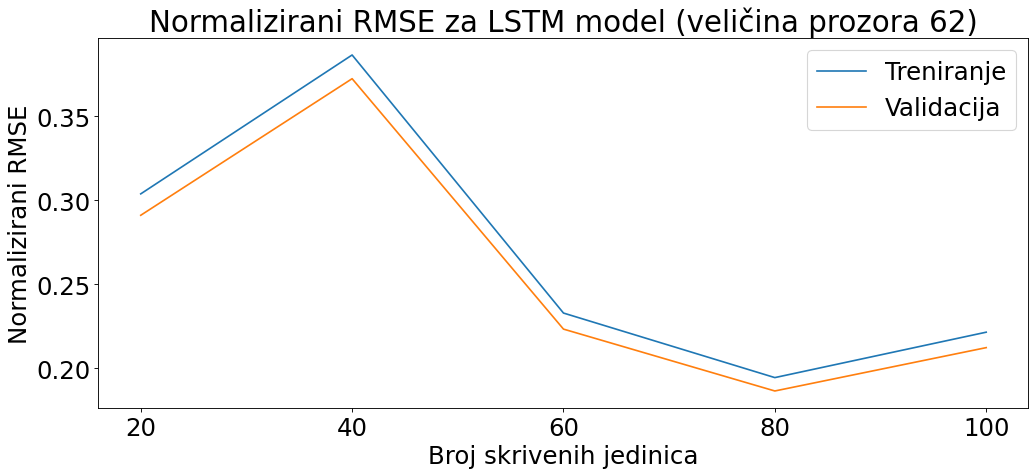 Normalizirani RMSE za LSTM model (veličina prozora 62)
Treniranje
Validacija
Normalizirani RMSE
0.35
0.30
0.25
0.20
20 40 60 80 100
Broj skrivenih jedinica